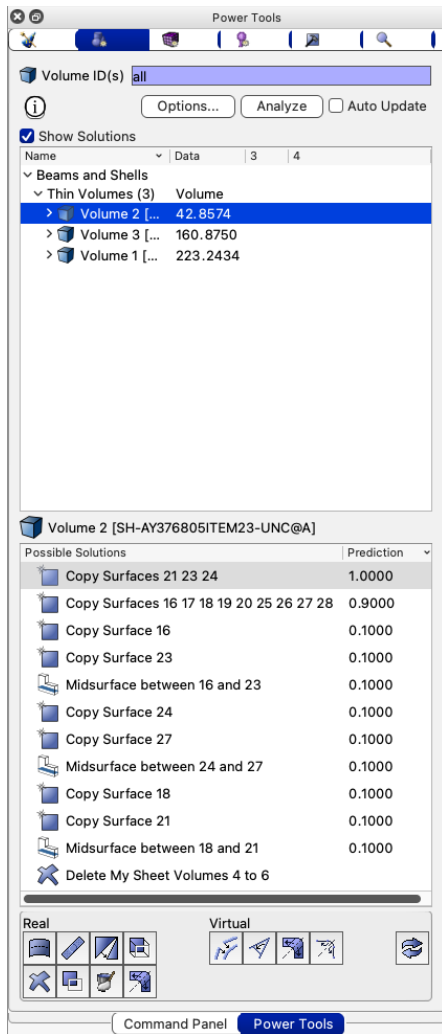 Power Tools
Volume ID(s) all
Options... Analyze Auto Update
Show Solutions
Name Data 3 4
Beams and Shells
Thin Volumes (3) Volume
Volume 2 [... 42.8574
Volume 3 [... 160.8750
Volume 1 [... 223.2434
Volume 2 [SH-AY376805ITEM23-UNC@A]
Possible Solutions Prediction
Copy Surfaces 21 23 24 1.0000
Copy Surfaces 16 17 18 19 20 25 26 27 28 0.9000
Copy Surface 16 0.1000
Copy Surface 23 0.1000
Midsurface between 16 and 23 0.1000
Copy Surface 24 0.1000
Copy Surface 27 0.1000
Midsurface between 24 and 27 0.1000
Copy Surface 18 0.1000
Copy Surface 21 0.1000
Midsurface between 18 and 21 0.1000
Delete My Sheet Volumes 4 to 6
Real Virtual
Command Panel Power Tools